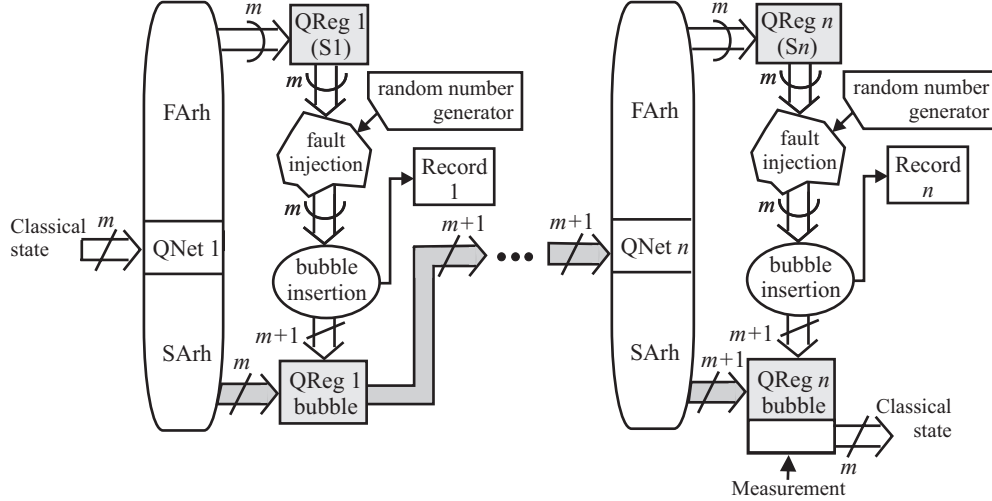 m
QReg 1
(S1)
m
random number
generator
FArh
fault
injection
Record
1
m
Classical
state
m
QNet 1
bubble
insertion
m+1
m+1
SArh
m
QReg 1
bubble
m+1
m
QReg n
(Sn)
m
random number
generator
FArh
fault
injection
Record
n
m
QNet n
bubble
insertion
m+1
SArh
m+1
QReg n
bubble
Classical
state
m
Measurement